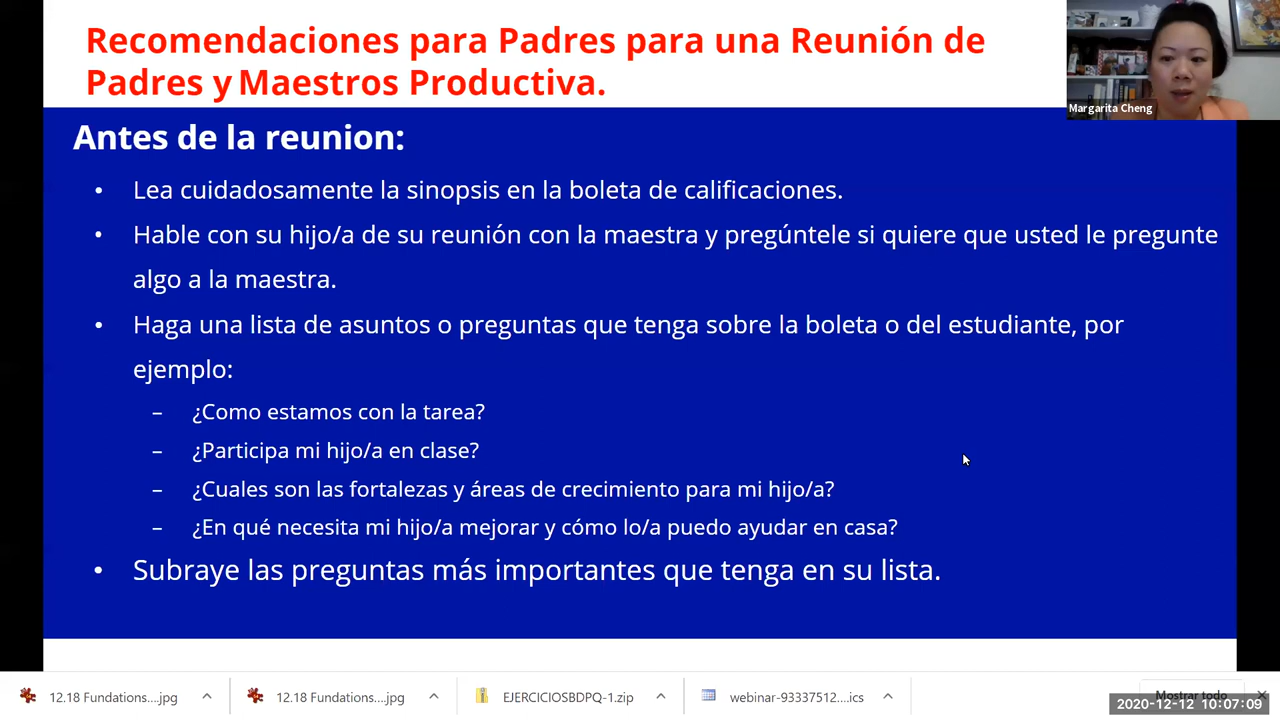 Recomendaciones para Padres para una Reunión de
Padres y Maestros Productiva.
Margarita Cheng
Antes de la reunion:
• Lea cuidadosamente la sinopsis en la boleta de calificaciones.
• Hable con su hijo/a de su reunión con la maestra y pregúntele si quiere que usted le pregunte
algo a la maestra.
• Haga una lista de asuntos o preguntas que tenga sobre la boleta o del estudiante, por
ejemplo:
– ¿Como estamos con la tarea?
– ¿Participa mi hijo/a en clase?
– ¿Cuales son las fortalezas y áreas de crecimiento para mi hijo/a?
– ¿En qué necesita mi hijo/a mejorar y cómo lo/a puedo ayudar en casa?
• Subraye las preguntas más importantes que tenga en su lista.
12.18 Fundations....jpg
12.18 Fundations....jpg
EJERCICIOSBDPQ-1.zip
webinar-93337512....ics
Mostrar todo
2020-12-12 10:07:09